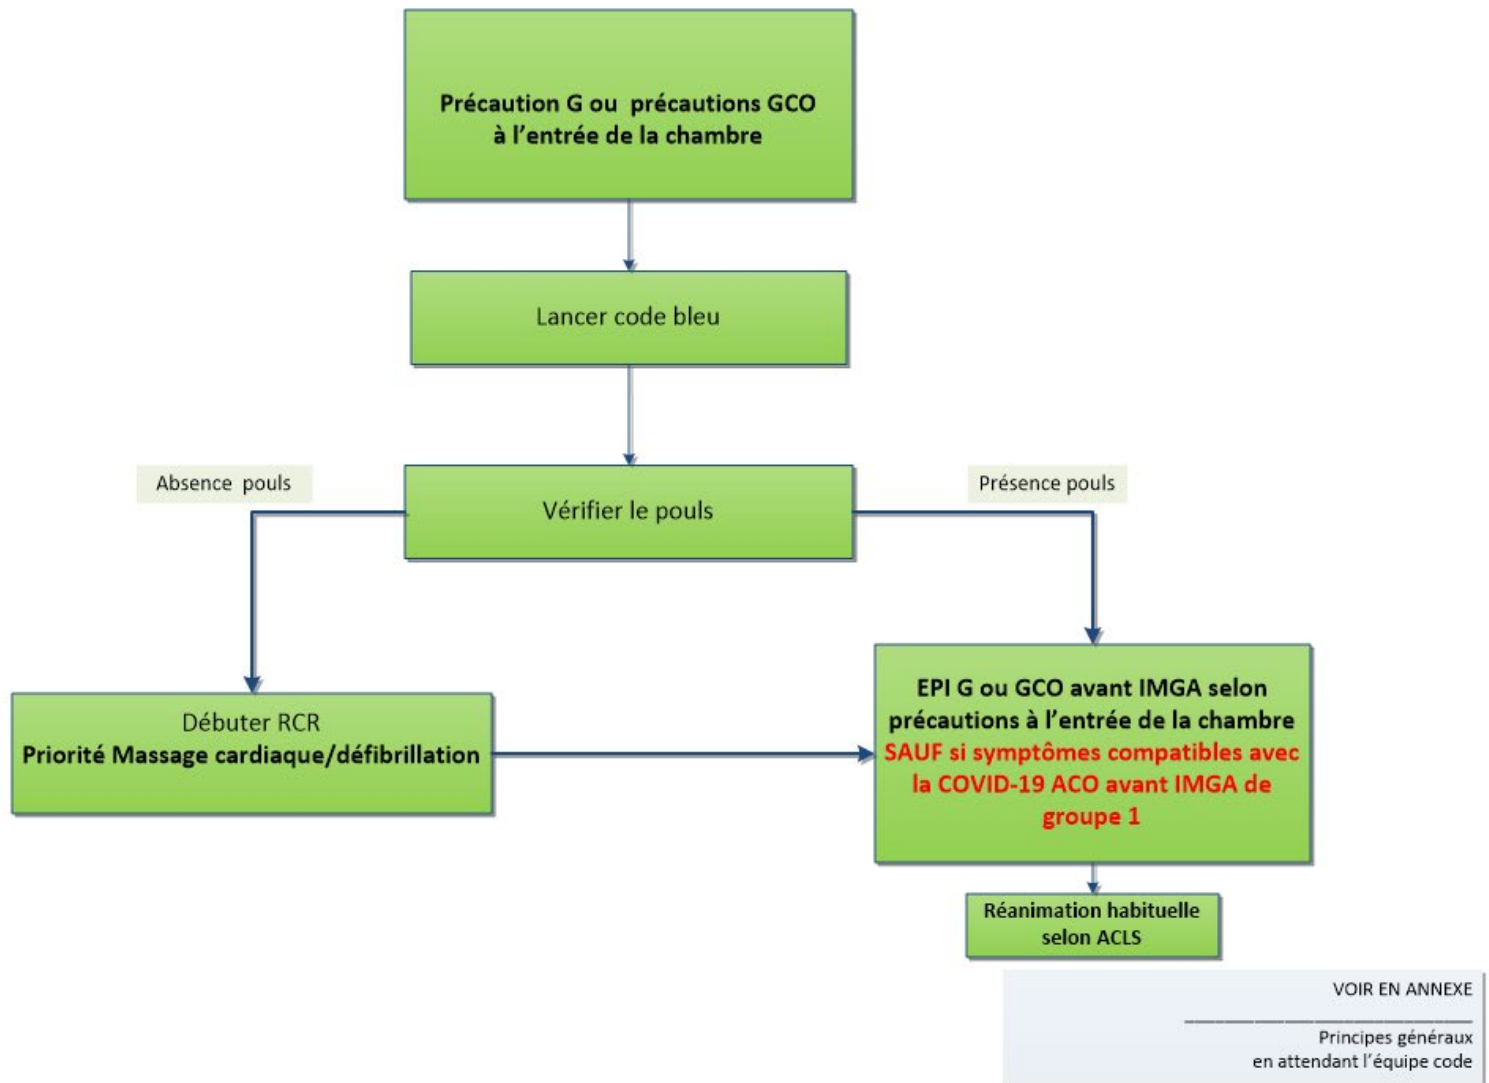 Précaution G ou précautions GCO
à l'entrée de la chambre
Lancer code bleu
Absence pouls
Vérifier le pouls
Présence pouls
Débuter RCR
Priorité Massage cardiaque/défibrillation
EPI G ou GCO avant IMGA selon
précautions à l'entrée de la chambre
SAUF si symptômes compatibles avec
la COVID-19 ACO avant IMGA de
groupe 1
Réanimation habituelle
selon ACLS
VOIR EN ANNEXE
Principes généraux
en attendant l'équipe code